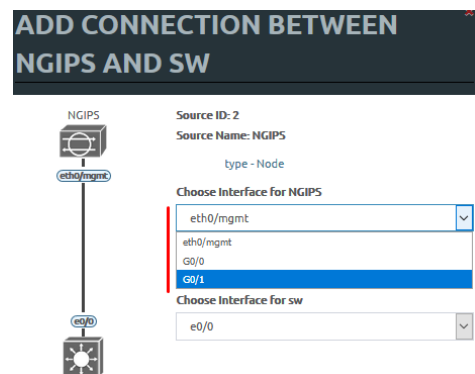 ADD CONNECTION BETWEEN
NGIPS AND SW
NGIPS
eth0/mgmt
e0/0
Source ID: 2
Source Name: NGIPS
type - Node
Choose Interface for NGIPS
eth0/mgmt
eth0/mgmt
G0/0
G0/1
Choose Interface for sw
e0/0